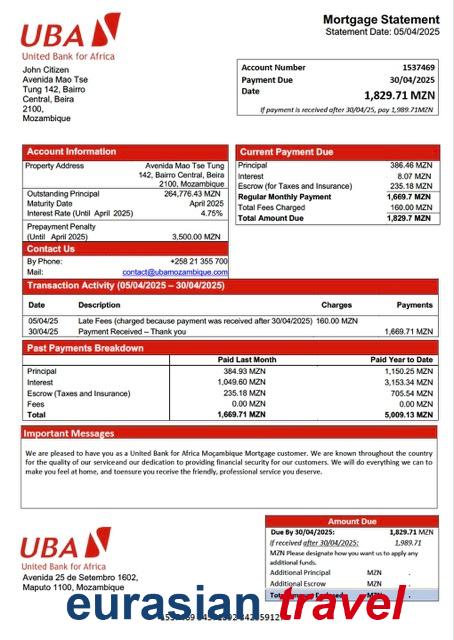 UBA
United Bank for Africa
Mortgage Statement
Statement Date: 05/04/2025
John Citizen
Avenida Mao Tse
Tung 142, Bairro
Central, Beira
2100,
Mozambique
Account Number 1537469
Payment Due 30/04/2025
Date 1,829.71 MZN
If payment is received after 30/04/25, pay 1,989.71MZN
Account Information
Property Address Avenida Mao Tse Tung
142, Bairro Central, Beira
2100, Mozambique
Outstanding Principal 264,776.43 MZN
Maturity Date April 2025
Interest Rate (Until April 2025) 4.75%
Prepayment Penalty
(Until April 2025) 3,500.00 MZN
Contact Us
By Phone: +258 21 355 700
Mail: contact@ubamozambique.com
Current Payment Due
Principal 386.46 MZN
Interest 8.07 MZN
Escrow (for Taxes and Insurance) 235.18 MZN
Regular Monthly Payment 1,669.7 MZN
Total Fees Charged 160.00 MZN
Total Amount Due 1,829.7 MZN
Transaction Activity (05/04/2025 – 30/04/2025)
Date Description Charges Payments
05/04/25 Late Fees (charged because payment was received after 30/04/2025) 160.00 MZN
30/04/25 Payment Received – Thank you 1,669.71 MZN
Past Payments Breakdown
Paid Last Month Paid Year to Date
Principal 384.93 MZN 1,150.25 MZN
Interest 1,049.60 MZN 3,153.34 MZN
Escrow (Taxes and Insurance) 235.18 MZN 705.54 MZN
Fees 0.00 MZN 0.00 MZN
Total 1,669.71 MZN 5,009.13 MZN
Important Messages
We are pleased to have you as a United Bank for Africa Moçambique Mortgage customer. We are known throughout the country
for the quality of our serviceand our dedication to providing financial security for our customers. We will do everything we can to
make you feel at home, and toensure you receive the friendly, professional service you deserve.
UBA
United Bank for Africa
Avenida 25 de Setembro 1602,
Maputo 1100, Mozambique
Amount Due
Due By 30/04/2025: 1,829.71 MZN
If received after 30/04/2025: 1,989.71
MZN Please designate how you want us to apply any
additional funds.
Additional Principal MZN .
Additional Escrow MZN .
eurasian travel